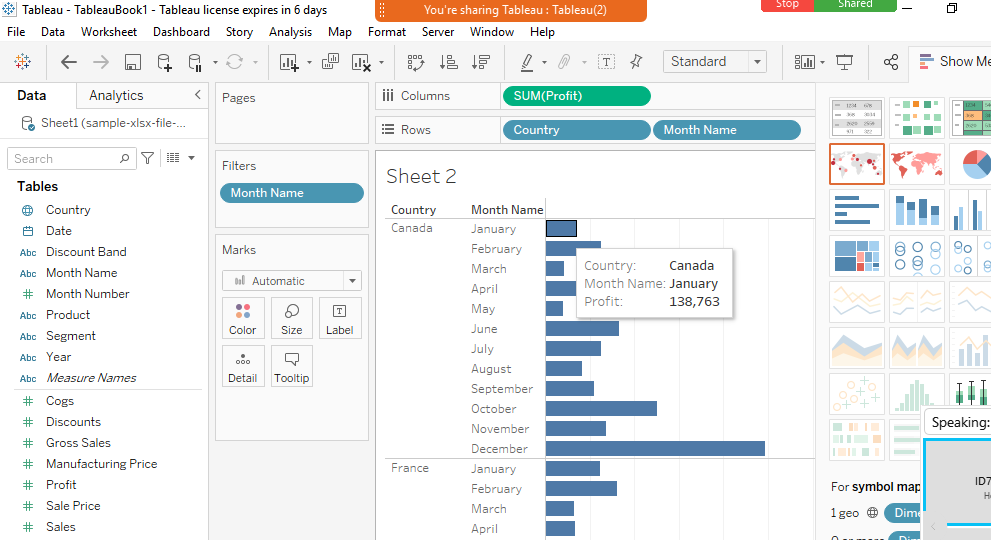 Tableau - TableauBook1 - Tableau license expires in 6 days
You're sharing Tableau : Tableau(2)
Stop
Shared
File Data Worksheet Dashboard Story Analysis Map Format Server Window Help
Standard
Show Me
Data
Analytics
Sheet1 (sample-xlsx-file-...
Search
Tables
Country
Date
Abc Discount Band
Abc Month Name
Month Number
Abc Product
Abc Segment
Abc Year
Abc Measure Names
Cogs
Discounts
Gross Sales
Manufacturing Price
Profit
Sale Price
Sales
Pages
Filters
Month Name
Marks
Automatic
Color
Size
Label
Detail
Tooltip
Columns
SUM(Profit)
Rows
Country
Month Name
Sheet 2
Country Month Name
Canada January
February
March
April
May
June
July
August
September
October
November
December
France January
February
March
April
Country: Canada
Month Name: January
Profit: 138,763
Speaking:
ID7
For symbol map
1 geo
0 or more